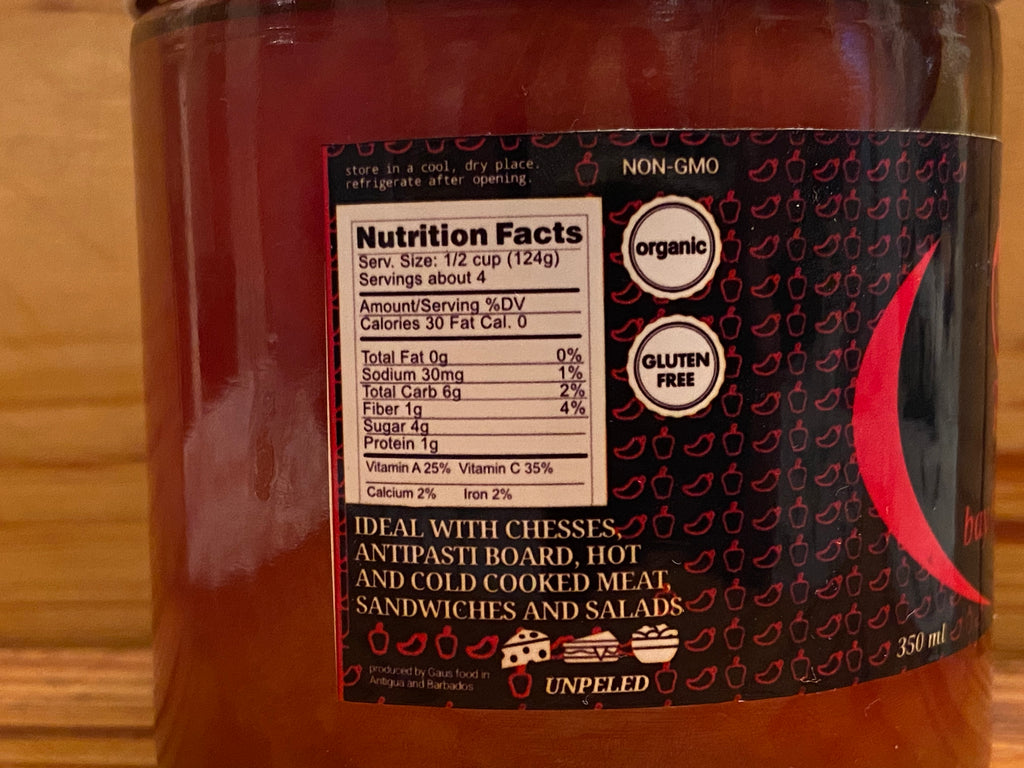 store in a cool, dry place.
refrigerate after opening.
NON-GMO
Nutrition Facts
Serv. Size: 1/2 cup (124g)
Servings about 4
Amount/Serving %DV
Calories 30 Fat Cal. 0
Total Fat 0g 0%
Sodium 30mg 1%
Total Carb 6g 2%
Fiber 1g 4%
Sugar 4g
Protein 1g
Vitamin A 25% Vitamin C 35%
Calcium 2% Iron 2%
organic
GLUTEN
FREE
IDEAL WITH CHESSES,
ANTIPASTI BOARD, HOT
AND COLD COOKED MEAT,
SANDWICHES AND SALADS
produced by Gaus food in
Antigua and Barbados
UNPELED
350 ml